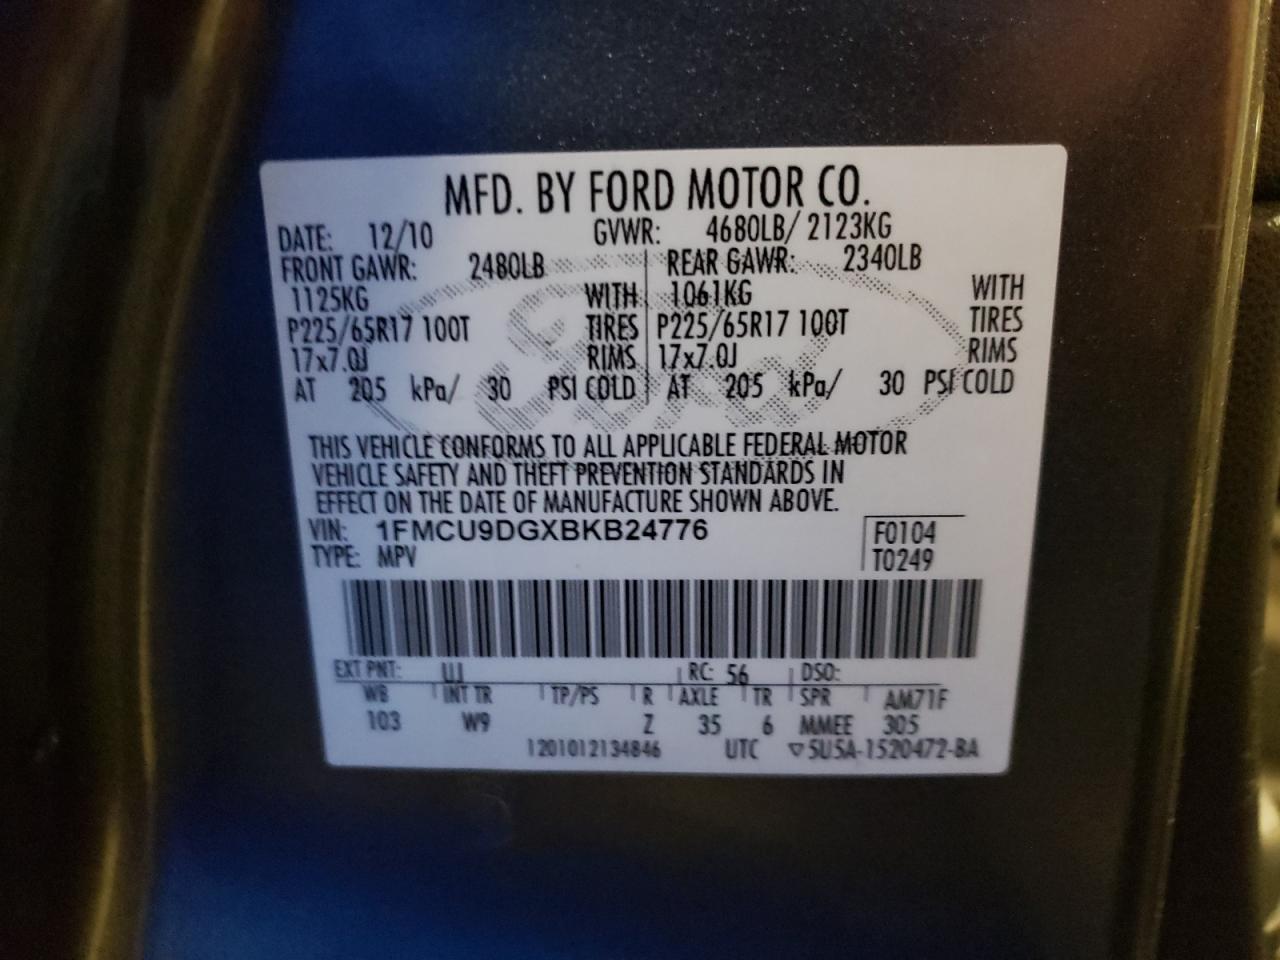 MFD. BY FORD MOTOR CO.
DATE: 12/10 GVWR: 4680LB/ 2123KG
FRONT GAWR: 2480LB REAR GAWR: 2340LB
1125KG WITH 1061KG WITH
P225/65R17 100T TIRES P225/65R17 100T TIRES
17x7.0J RIMS 17x7.0J RIMS
AT 205 kPa/ 30 PSI COLD AT 205 kPa/ 30 PSI COLD
THIS VEHICLE CONFORMS TO ALL APPLICABLE FEDERAL MOTOR
VEHICLE SAFETY AND THEFT PREVENTION STANDARDS IN
EFFECT ON THE DATE OF MANUFACTURE SHOWN ABOVE.
VIN: 1FMCU9DGXBKB24776 F0104
TYPE: MPV T0249
EXT PNT: UJ RC: 56 DSO:
WB INT TR TP/PS R AXLE TR SPR AM71F
103 W9 Z 35 6 MMEE 305
1201012134846 UTC ▽5U5A-1520472-BA